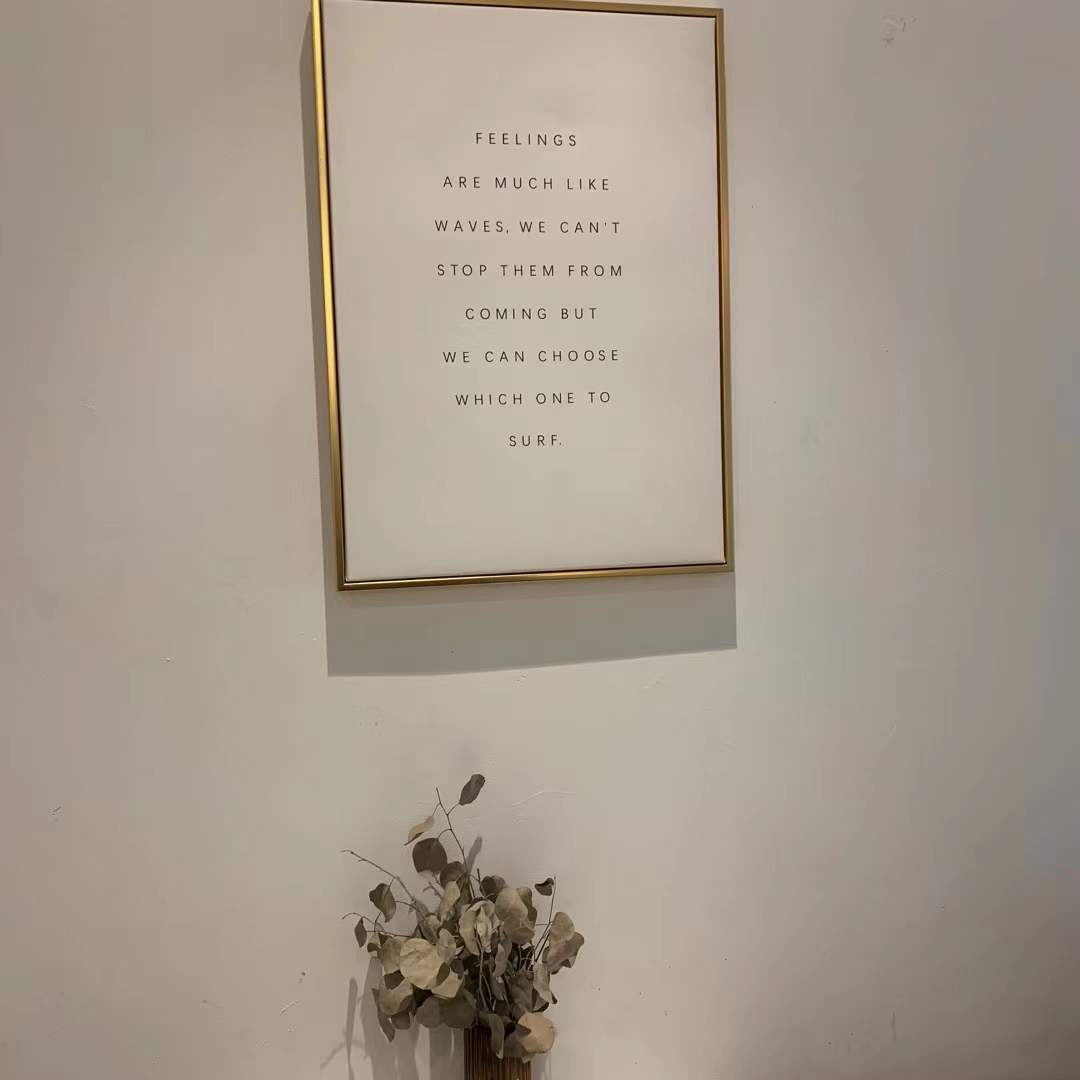 FEELINGS
ARE MUCH LIKE
WAVES, WE CAN'T
STOP THEM FROM
COMING BUT
WE CAN CHOOSE
WHICH ONE TO
SURF.